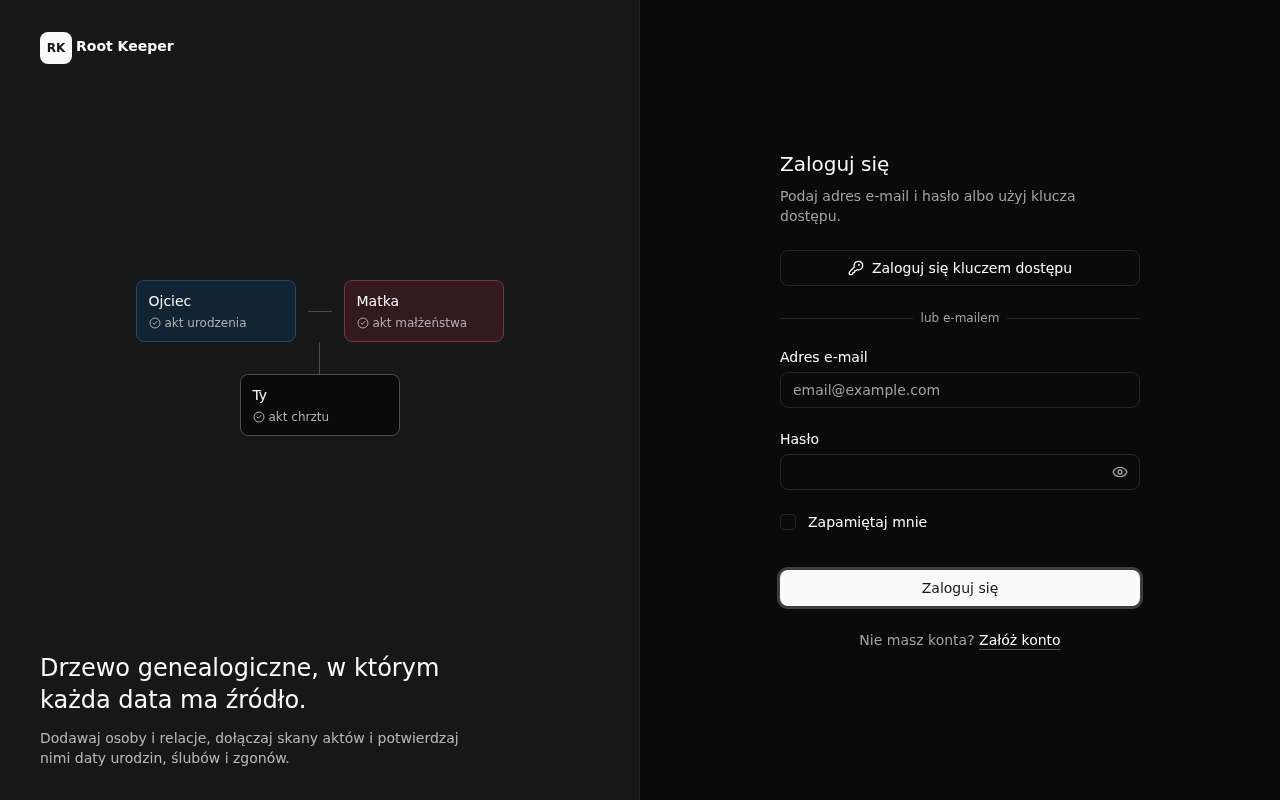 RK Root Keeper
Ojciec
akt urodzenia
Matka
akt małżeństwa
Ty
akt chrztu
Drzewo genealogiczne, w którym
każda data ma źródło.
Dodawaj osoby i relacje, dołączaj skany aktów i potwierdzaj
nimi daty urodzin, ślubów i zgonów.
Zaloguj się
Podaj adres e-mail i hasło albo użyj klucza
dostępu.
Zaloguj się kluczem dostępu
lub e-mailem
Adres e-mail
email@example.com
Hasło
Zapamiętaj mnie
Zaloguj się
Nie masz konta? Załóż konto